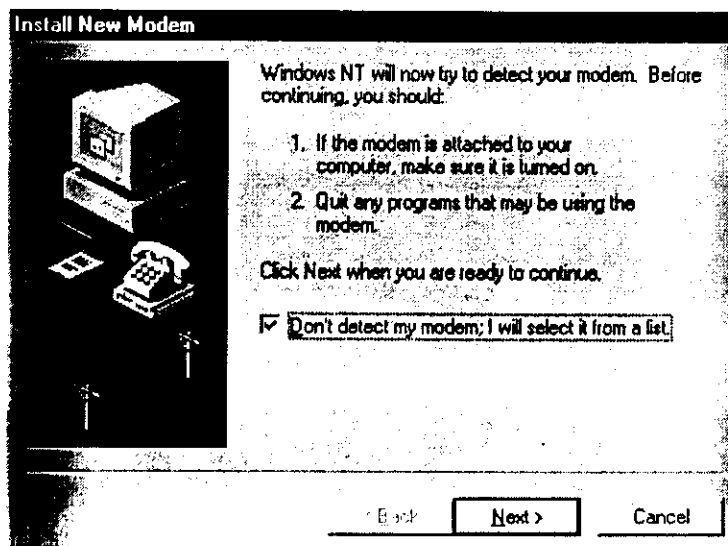 Install New Modem
Windows NT will now try to detect your modem. Before
continuing, you should:
1. If the modem is attached to your
computer, make sure it is turned on.
2. Quit any programs that may be using the
modem.
Click Next when you are ready to continue.
Don't detect my modem; I will select it from a list.
< Back
Next >
Cancel